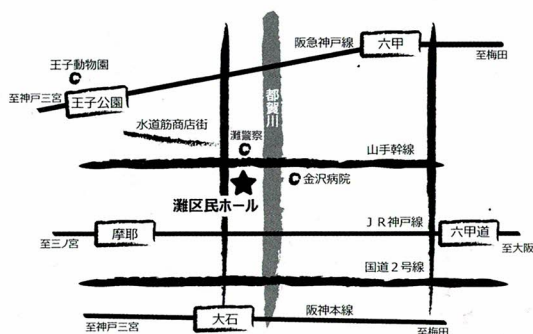 六甲
阪急神戸線
至梅田
王子動物園
王子公園
至神戸三宮
都賀川
水道筋商店街
灘警察
山手幹線
金沢病院
灘区民ホール
JR神戸線
摩耶
六甲道
至三ノ宮
至大阪
国道2号線
大石
阪神本線
至神戸三宮
至梅田